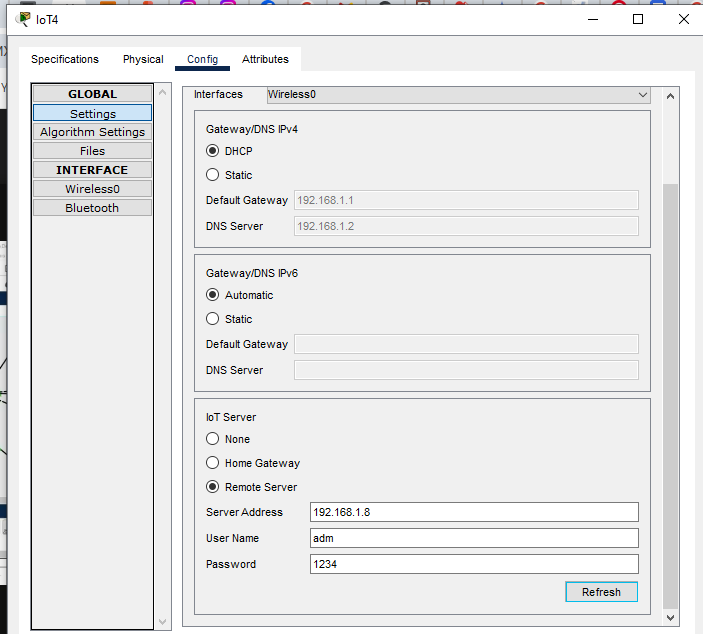 IoT4
Specifications Physical Config Attributes
GLOBAL
Settings
Algorithm Settings
Files
INTERFACE
Wireless0
Bluetooth
Interfaces Wireless0
Gateway/DNS IPv4
DHCP
Static
Default Gateway 192.168.1.1
DNS Server 192.168.1.2
Gateway/DNS IPv6
Automatic
Static
Default Gateway
DNS Server
IoT Server
None
Home Gateway
Remote Server
Server Address 192.168.1.8
User Name adm
Password 1234
Refresh